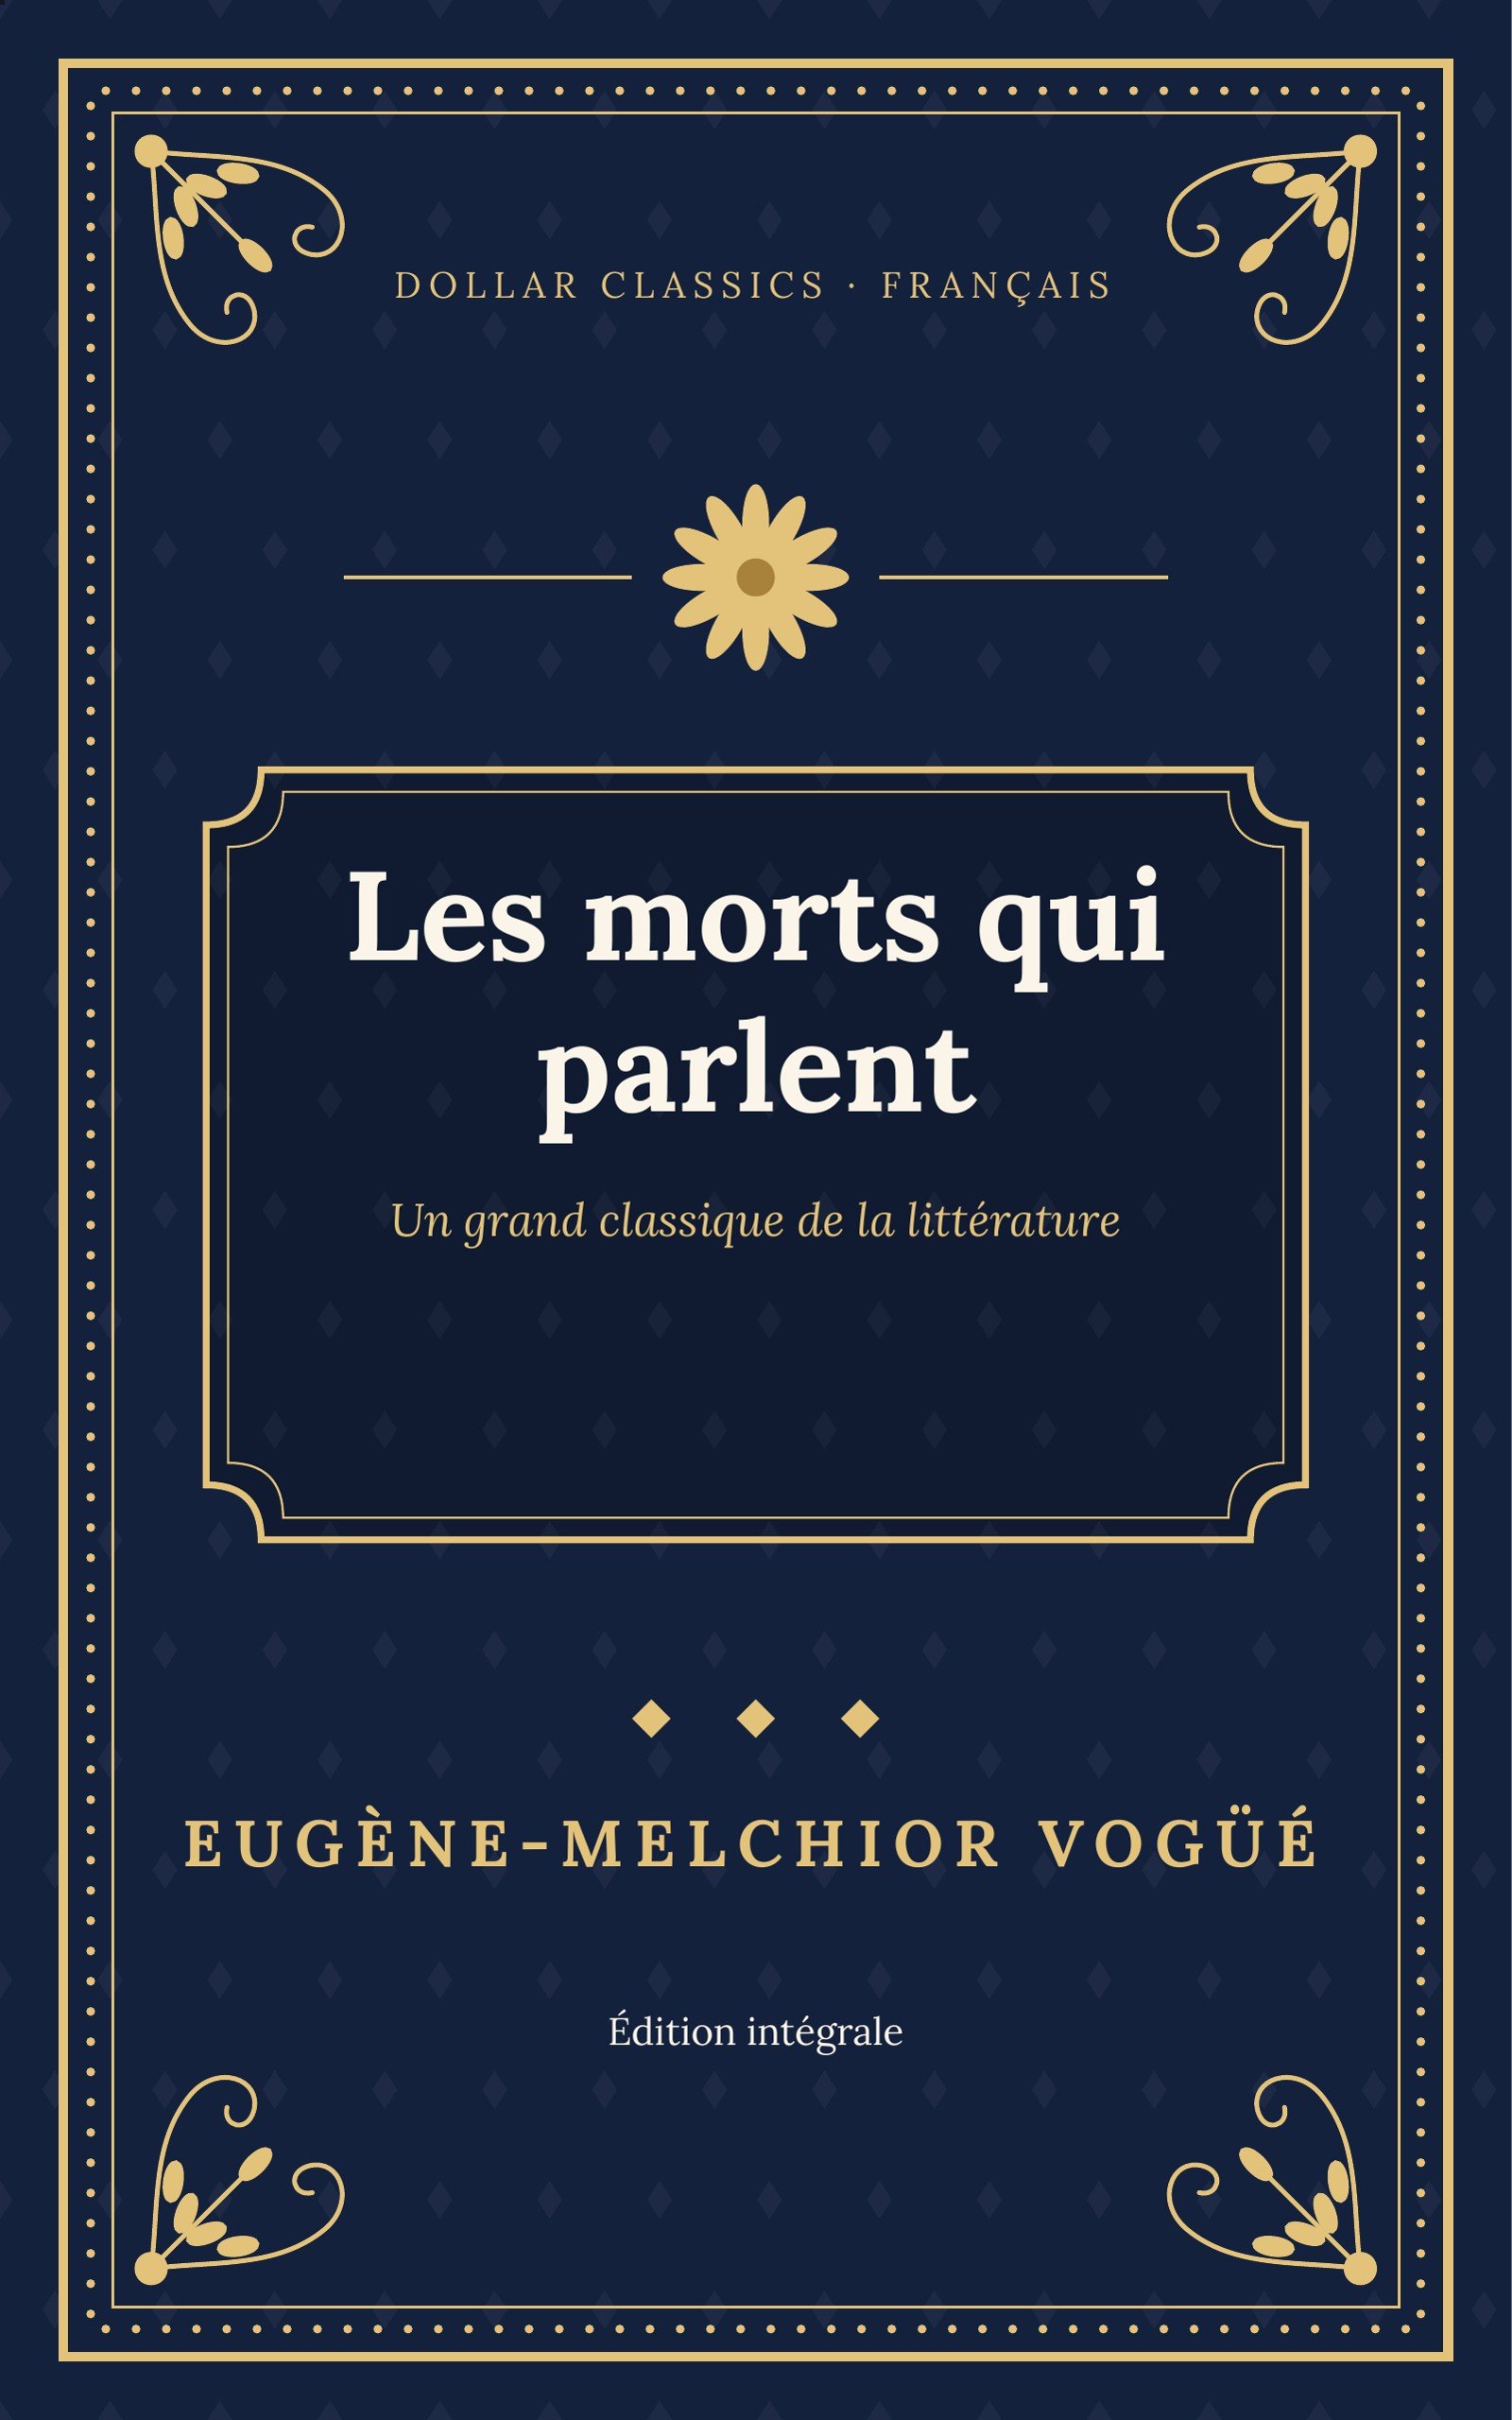 DOLLAR CLASSICS · FRANÇAIS
Les morts qui
parlent
Un grand classique de la littérature
EUGÈNE-MELCHIOR VOGÜÉ
Édition intégrale